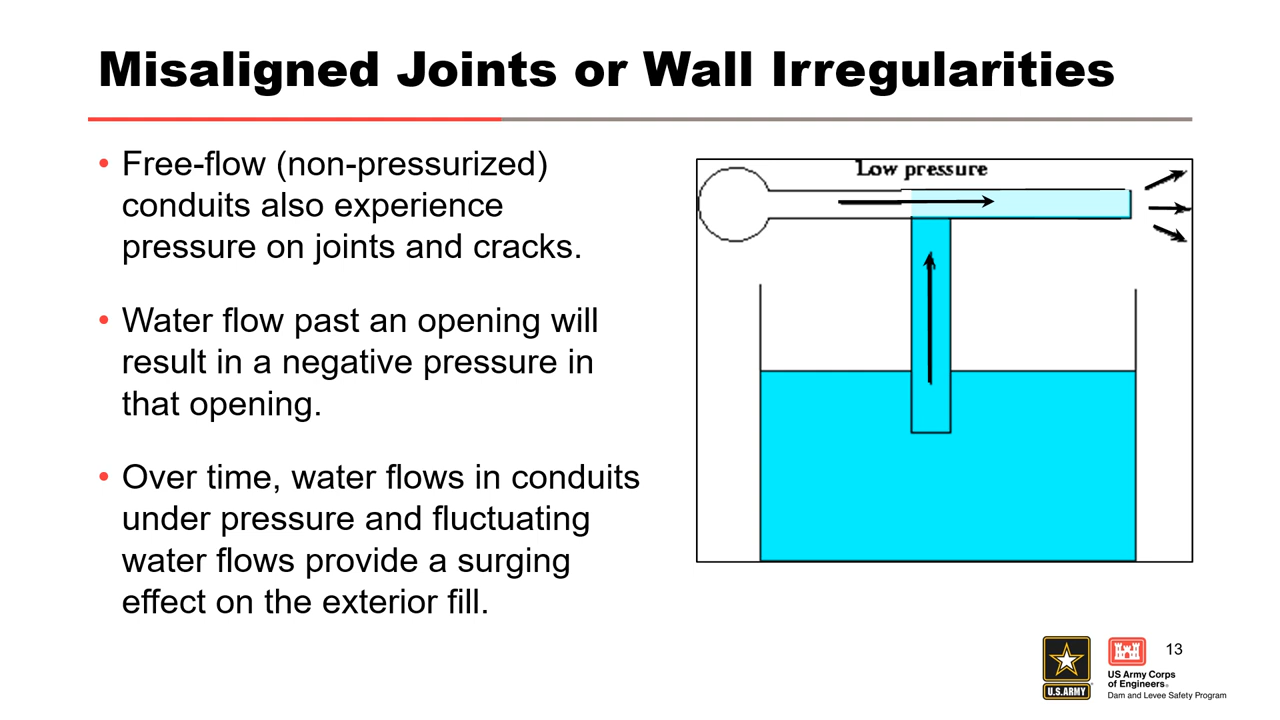 Misaligned Joints or Wall Irregularities
• Free-flow (non-pressurized)
conduits also experience
pressure on joints and cracks.
• Water flow past an opening will
result in a negative pressure in
that opening.
• Over time, water flows in conduits
under pressure and fluctuating
water flows provide a surging
effect on the exterior fill.
Low pressure
U.S.ARMY
US Army Corps
of Engineers®
Dam and Levee Safety Program
13